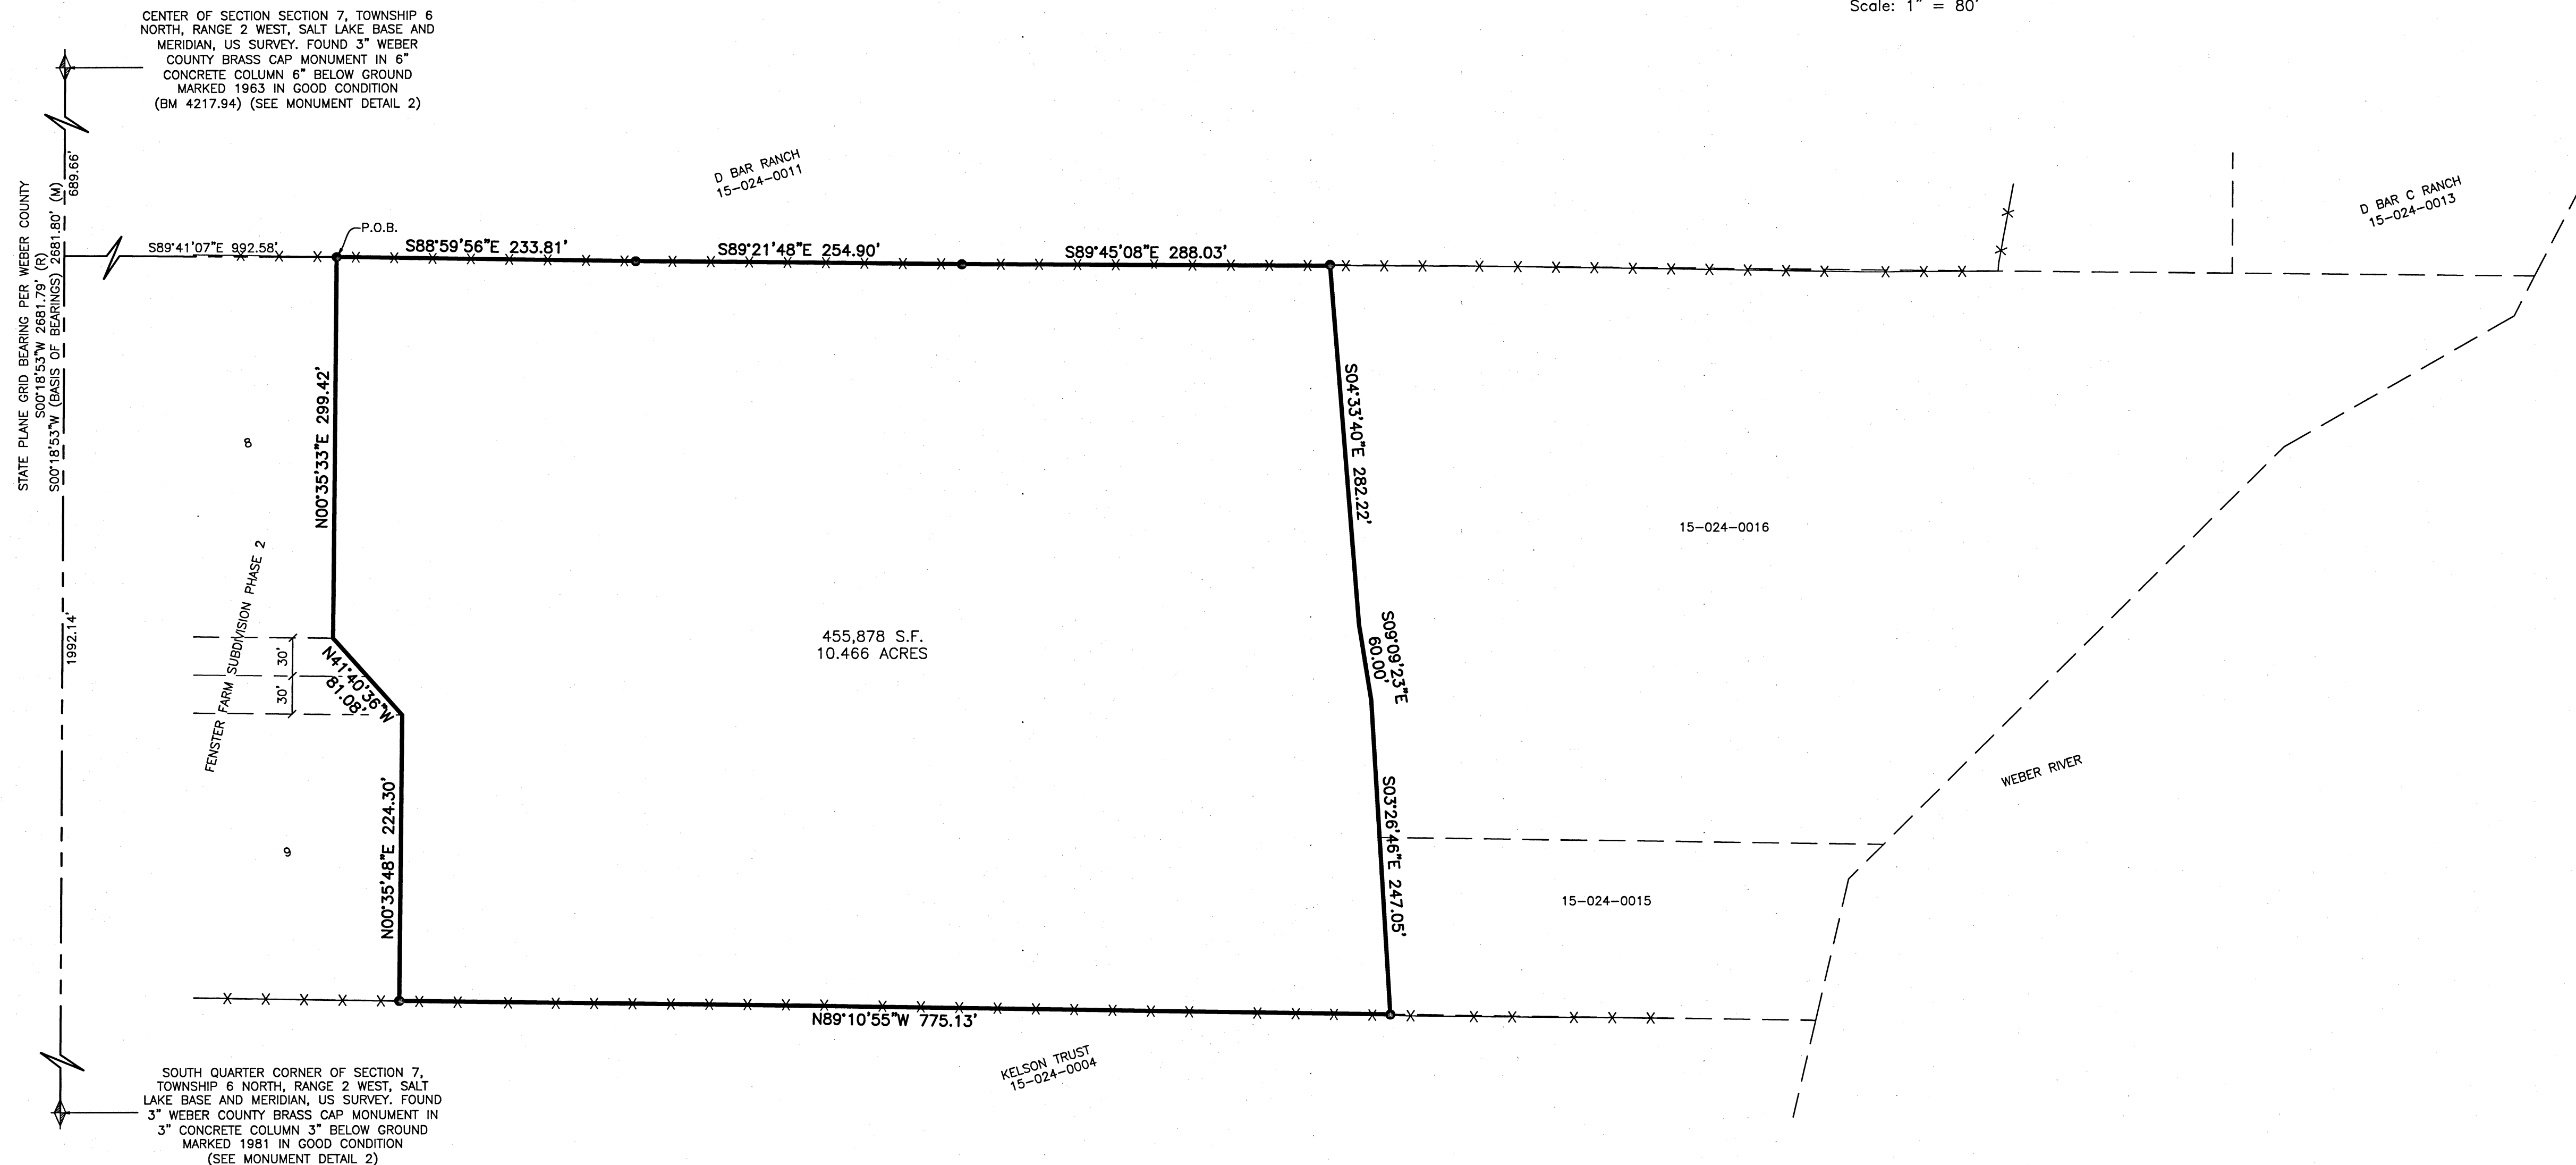 Scale: 1" = 80'
CENTER OF SECTION SECTION 7, TOWNSHIP 6
NORTH, RANGE 2 WEST, SALT LAKE BASE AND
MERIDIAN, US SURVEY. FOUND 3" WEBER
COUNTY BRASS CAP MONUMENT IN 6"
CONCRETE COLUMN 6" BELOW GROUND
MARKED 1963 IN GOOD CONDITION
(BM 4217.94) (SEE MONUMENT DETAIL 2)
STATE PLANE GRID BEARING PER WEBER COUNTY
S00°18'53"W 2681.79' (R)
S00°18'53"W (BASIS OF BEARINGS) 2681.80' (M)
689.66'
1992.14'
D BAR RANCH
15-024-0011
D BAR C RANCH
15-024-0013
S89°41'07"E 992.58'
P.O.B.
S88°59'56"E 233.81'
S89°21'48"E 254.90'
S89°45'08"E 288.03'
N00°35'33"E 299.42'
S04°33'40"E 282.22'
8
15-024-0016
FENSTER FARM SUBDIVISION PHASE 2
30'
30'
N41°40'36"W
81.08'
455,878 S.F.
10.466 ACRES
S09°09'23"E
60.00'
WEBER RIVER
N00°35'48"E 224.30'
S03°26'46"E 247.05'
9
15-024-0015
N89°10'55"W 775.13'
KELSON TRUST
15-024-0004
SOUTH QUARTER CORNER OF SECTION 7,
TOWNSHIP 6 NORTH, RANGE 2 WEST, SALT
LAKE BASE AND MERIDIAN, US SURVEY. FOUND
3" WEBER COUNTY BRASS CAP MONUMENT IN
3" CONCRETE COLUMN 3" BELOW GROUND
MARKED 1981 IN GOOD CONDITION
(SEE MONUMENT DETAIL 2)